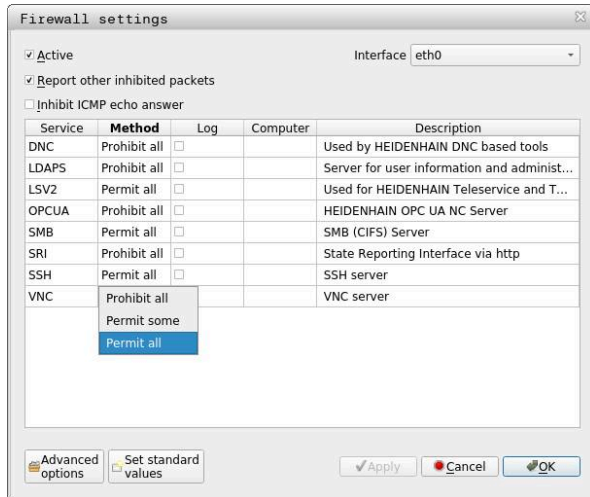 Firewall settings
Active
Interface eth0
Report other inhibited packets
Inhibit ICMP echo answer
Service Method Log Computer Description
DNC Prohibit all Used by HEIDENHAIN DNC based tools
LDAPS Prohibit all Server for user information and administ...
LSV2 Permit all Used for HEIDENHAIN Teleservice and T...
OPCUA Prohibit all HEIDENHAIN OPC UA NC Server
SMB Permit all SMB (CIFS) Server
SRI Prohibit all State Reporting Interface via http
SSH Permit all SSH server
VNC VNC server
Prohibit all
Permit some
Permit all
Advanced options
Set standard values
Apply
Cancel
OK